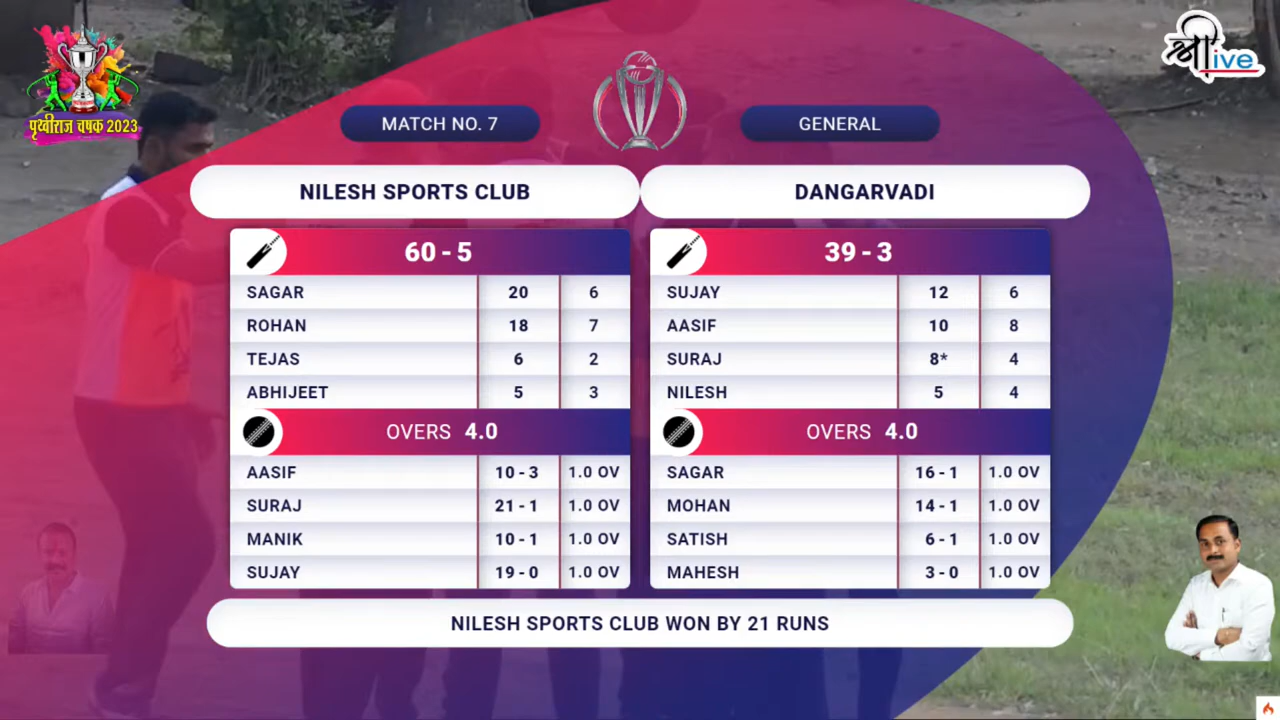 पृथ्वीराज चषक 2023
श्री live
MATCH NO. 7
GENERAL
NILESH SPORTS CLUB
DANGARVADI
60 - 5
SAGAR 20 6
ROHAN 18 7
TEJAS 6 2
ABHIJEET 5 3
OVERS 4.0
AASIF 10 - 3 1.0 OV
SURAJ 21 - 1 1.0 OV
MANIK 10 - 1 1.0 OV
SUJAY 19 - 0 1.0 OV
39 - 3
SUJAY 12 6
AASIF 10 8
SURAJ 8* 4
NILESH 5 4
OVERS 4.0
SAGAR 16 - 1 1.0 OV
MOHAN 14 - 1 1.0 OV
SATISH 6 - 1 1.0 OV
MAHESH 3 - 0 1.0 OV
NILESH SPORTS CLUB WON BY 21 RUNS